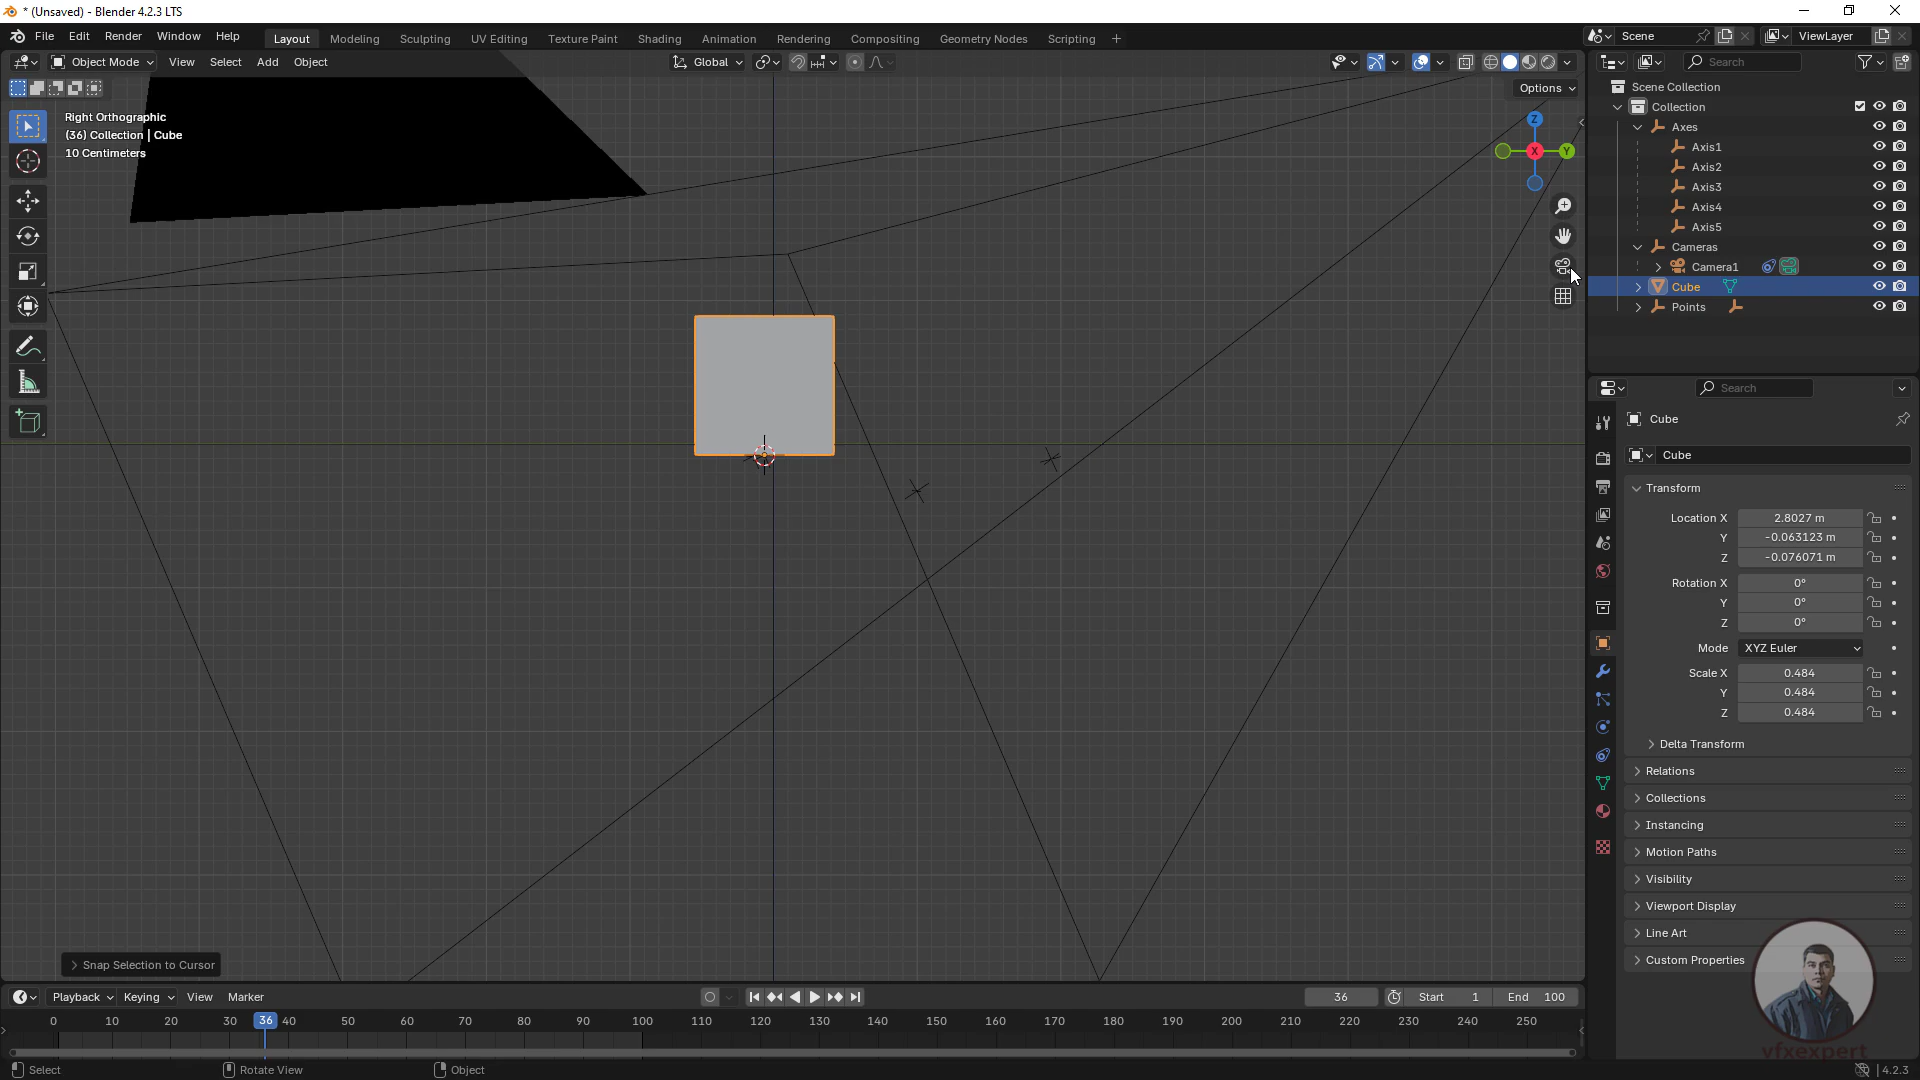 * (Unsaved) - Blender 4.2.3 LTS
File Edit Render Window Help Layout Modeling Sculpting UV Editing Texture Paint Shading Animation Rendering Compositing Geometry Nodes Scripting + Scene ViewLayer
Object Mode View Select Add Object Global Search
Options
Right Orthographic
(36) Collection | Cube
10 Centimeters
Z
X
Y
Snap Selection to Cursor
Scene Collection
Collection
Axes
Axis1
Axis2
Axis3
Axis4
Axis5
Cameras
Camera1
Cube
Points
Search
Cube
Cube
Transform
Location X 2.8027 m
Y -0.063123 m
Z -0.076071 m
Rotation X 0°
Y 0°
Z 0°
Mode XYZ Euler
Scale X 0.484
Y 0.484
Z 0.484
Delta Transform
Relations
Collections
Instancing
Motion Paths
Visibility
Viewport Display
Line Art
Custom Properties
vfxexpert
Playback Keying View Marker 36 Start 1 End 100
0 10 20 30 36 40 50 60 70 80 90 100 110 120 130 140 150 160 170 180 190 200 210 220 230 240 250
Select Rotate View Object 4.2.3